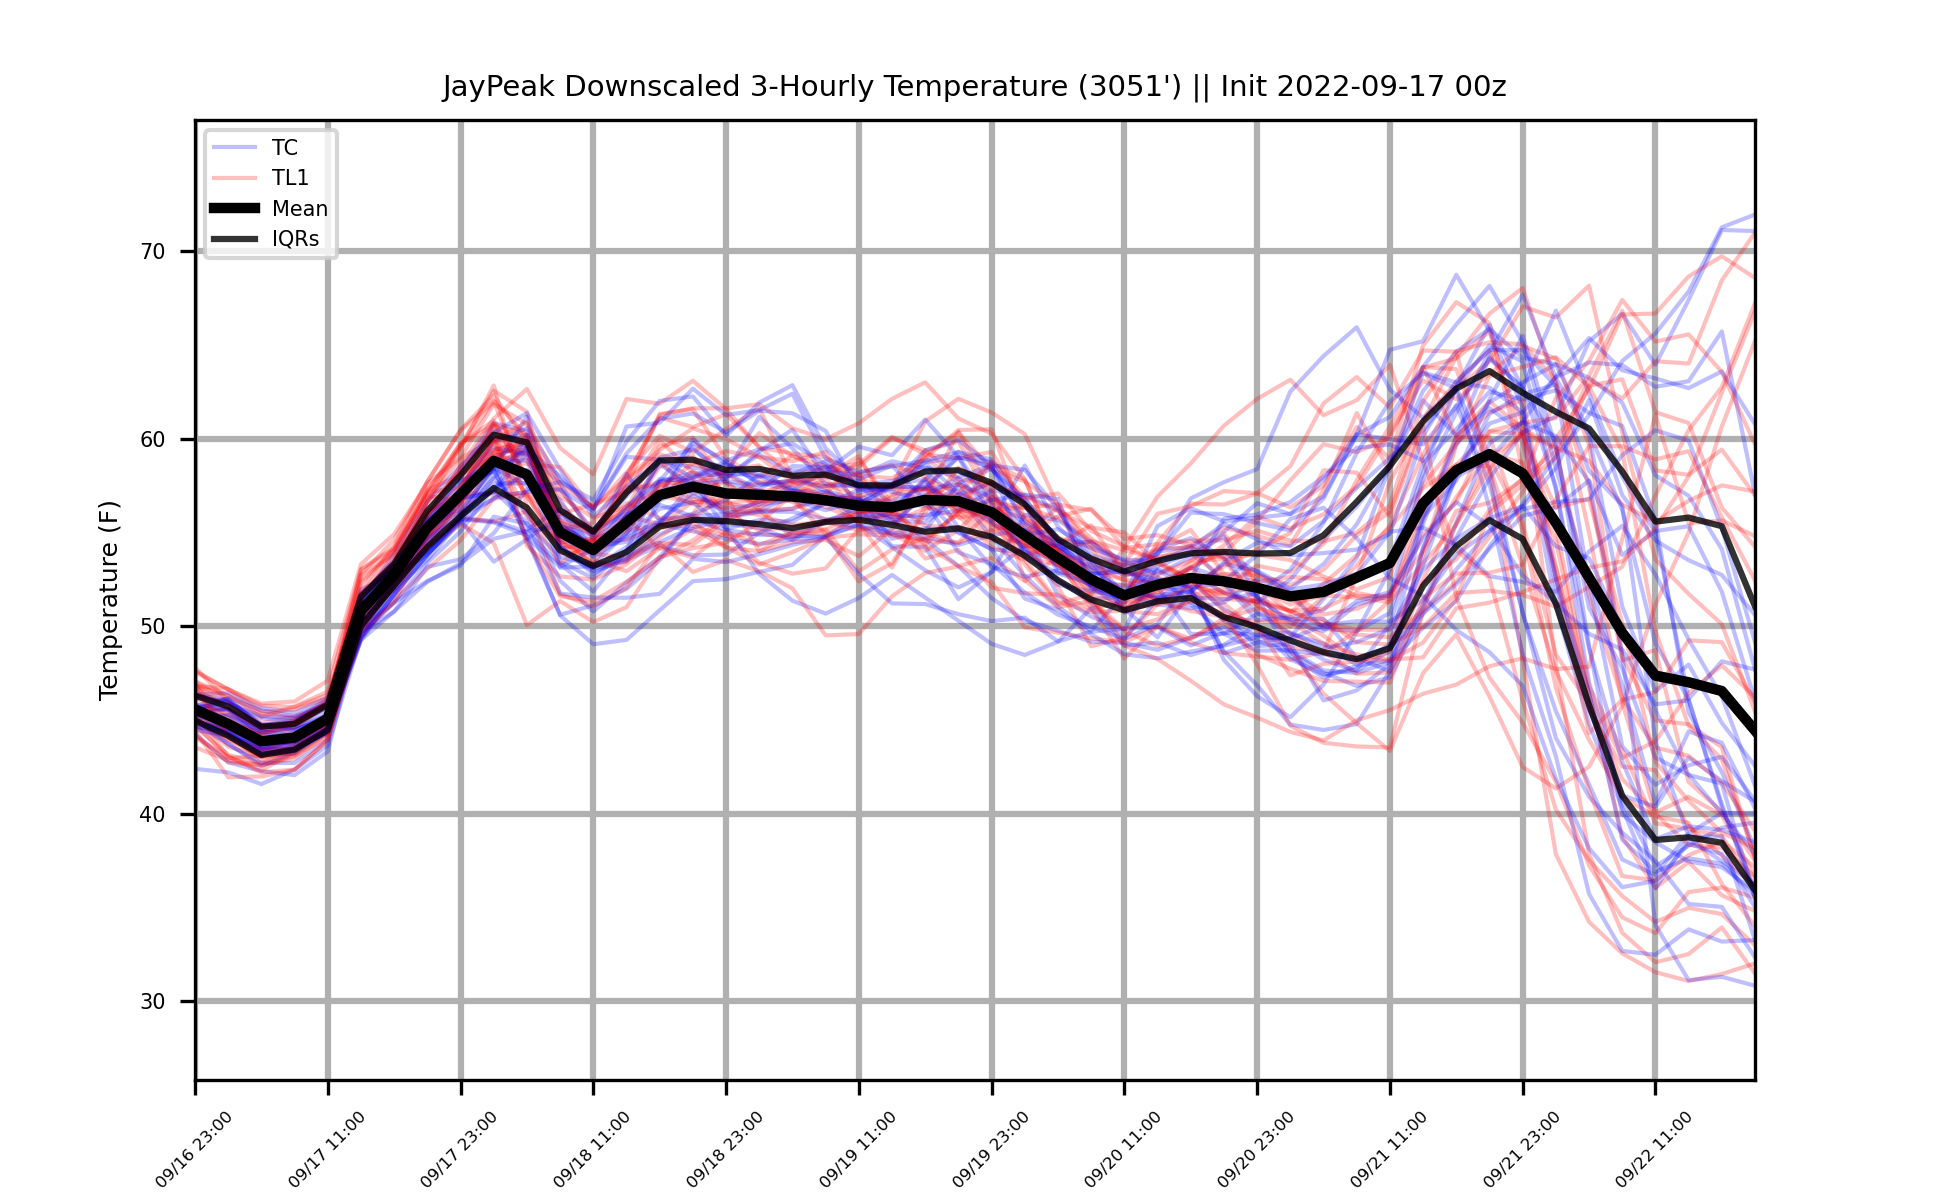 JayPeak Downscaled 3-Hourly Temperature (3051') || Init 2022-09-17 00z
TC
TL1
Mean
IQRs
Temperature (F)
70
60
50
40
30
09/16 23:00
09/17 11:00
09/17 23:00
09/18 11:00
09/18 23:00
09/19 11:00
09/19 23:00
09/20 11:00
09/20 23:00
09/21 11:00
09/21 23:00
09/22 11:00